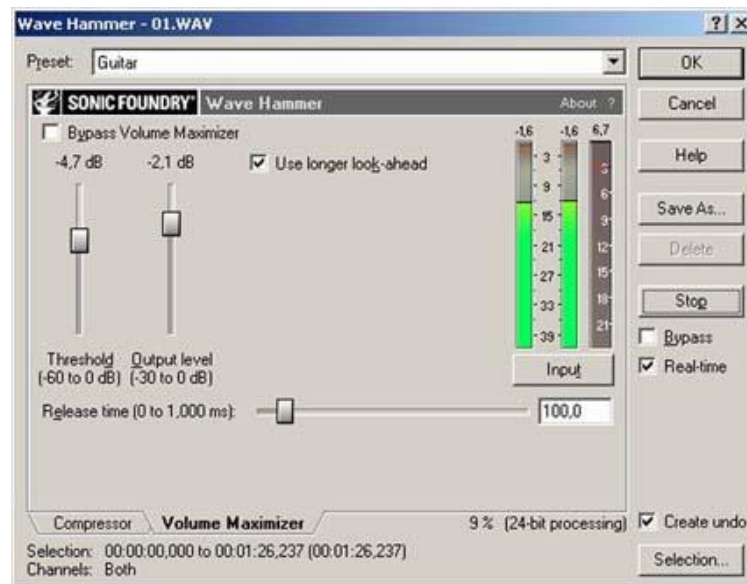 Wave Hammer - 01.WAV
Preset: Guitar
OK
SONIC FOUNDRY Wave Hammer About ?
Cancel
Bypass Volume Maximizer
-4,7 dB -2,1 dB Use longer look-ahead
-1,6 -1,6 6,7
Help
3 3
9 6
15 9
21 12
27 15
33 18
39 21
Save As...
Delete
Stop
Bypass
Real-time
Threshold Output level
(-60 to 0 dB) (-30 to 0 dB)
Input
Release time (0 to 1,000 ms): 100,0
Compressor Volume Maximizer 9 % (24-bit processing)
Create undo
Selection: 00:00:00,000 to 00:01:26,237 (00:01:26,237)
Channels: Both
Selection...